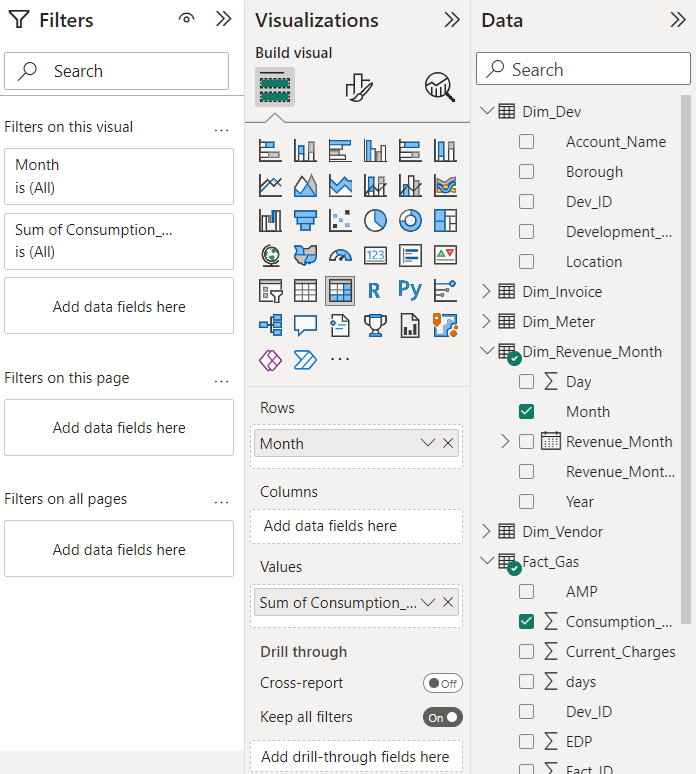 Filters
Search
Filters on this visual
...
Month
is (All)
Sum of Consumption_...
is (All)
Add data fields here
Filters on this page
...
Add data fields here
Filters on all pages
...
Add data fields here
Visualizations
Build visual
123
R
Py
...
Rows
Month
Columns
Add data fields here
Values
Sum of Consumption_...
Drill through
Cross-report
Off
Keep all filters
On
Add drill-through fields here
Data
Search
Dim_Dev
Account_Name
Borough
Dev_ID
Development_...
Location
Dim_Invoice
Dim_Meter
Dim_Revenue_Month
∑ Day
Month
Revenue_Month
Revenue_Mont...
Year
Dim_Vendor
Fact_Gas
AMP
∑ Consumption_...
∑ Current_Charges
∑ days
Dev_ID
∑ EDP
∑ Fact_ID